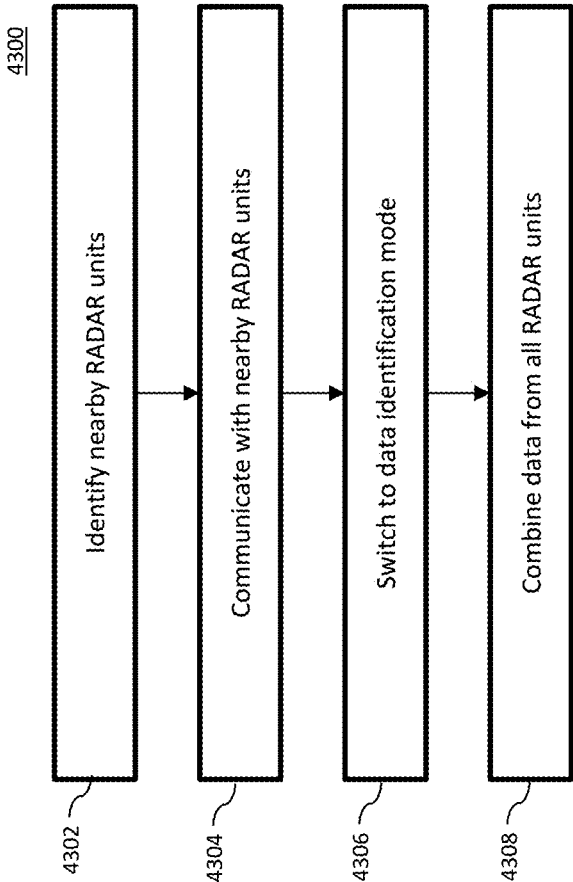 4300
4302
Identify nearby RADAR units
4304
Communicate with nearby RADAR units
4306
Switch to data identification mode
4308
Combine data from all RADAR units